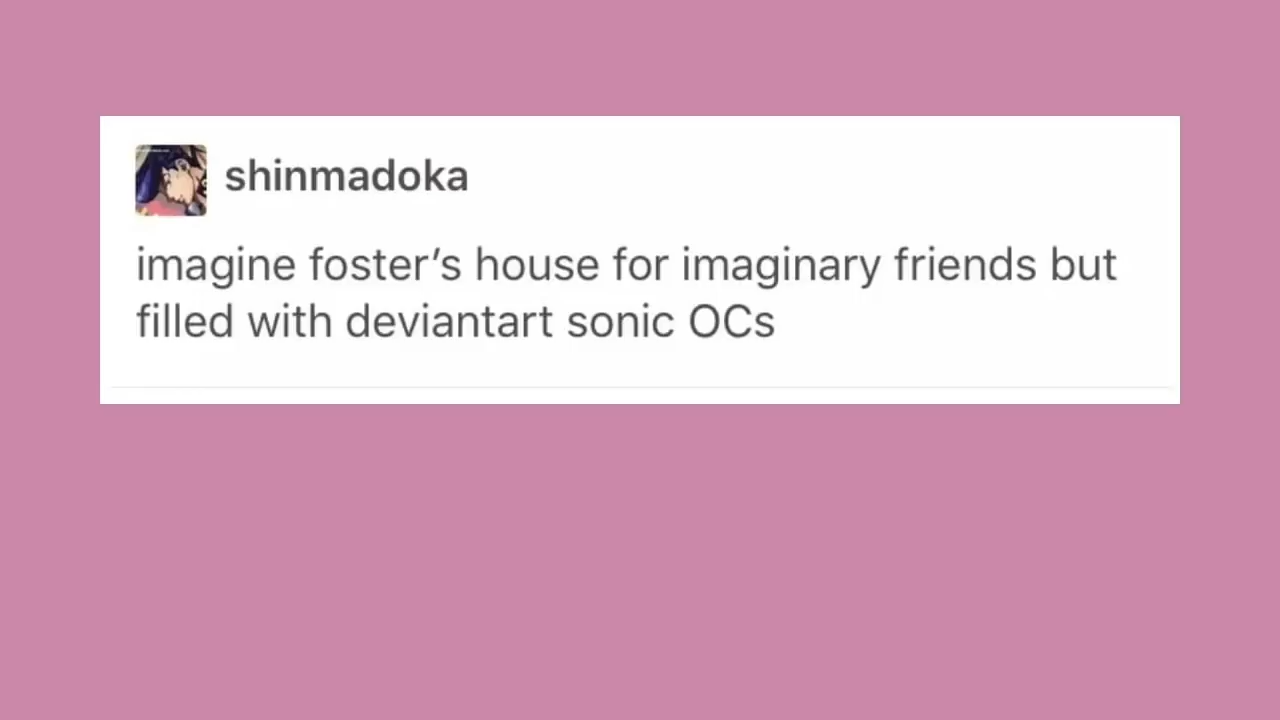 shinmadoka
imagine foster’s house for imaginary friends but
filled with deviantart sonic OCs